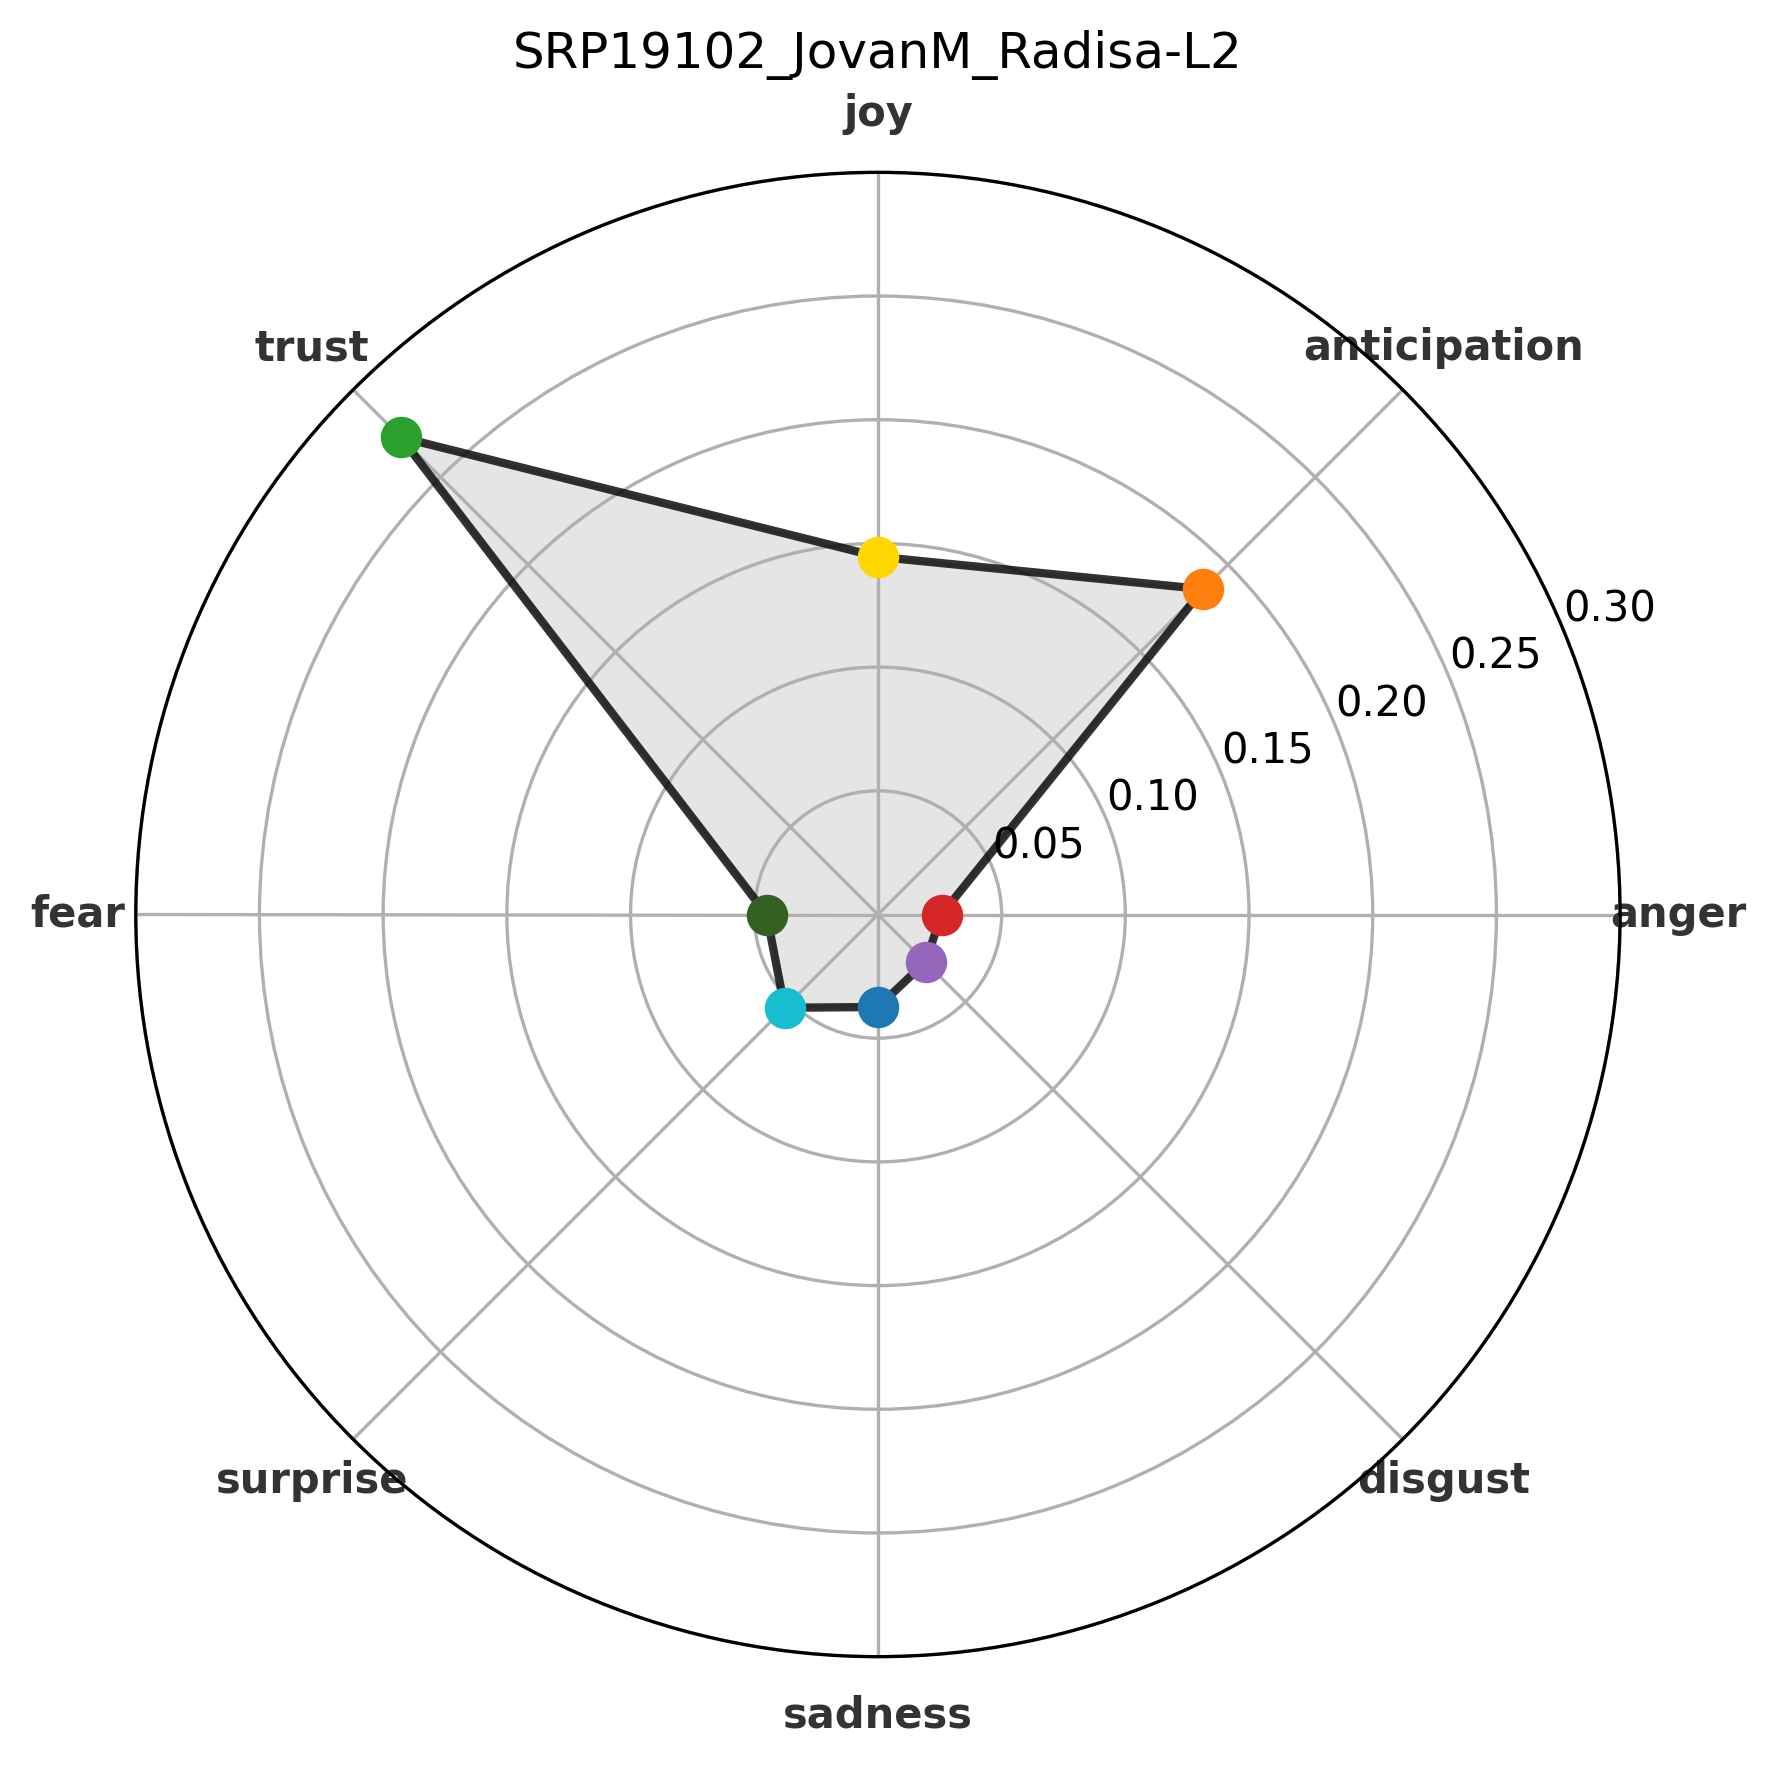 SRP19102_JovanM_Radisa-L2
joy
trust
anticipation
0.30
0.25
0.20
0.15
0.10
0.05
fear
anger
surprise
disgust
sadness